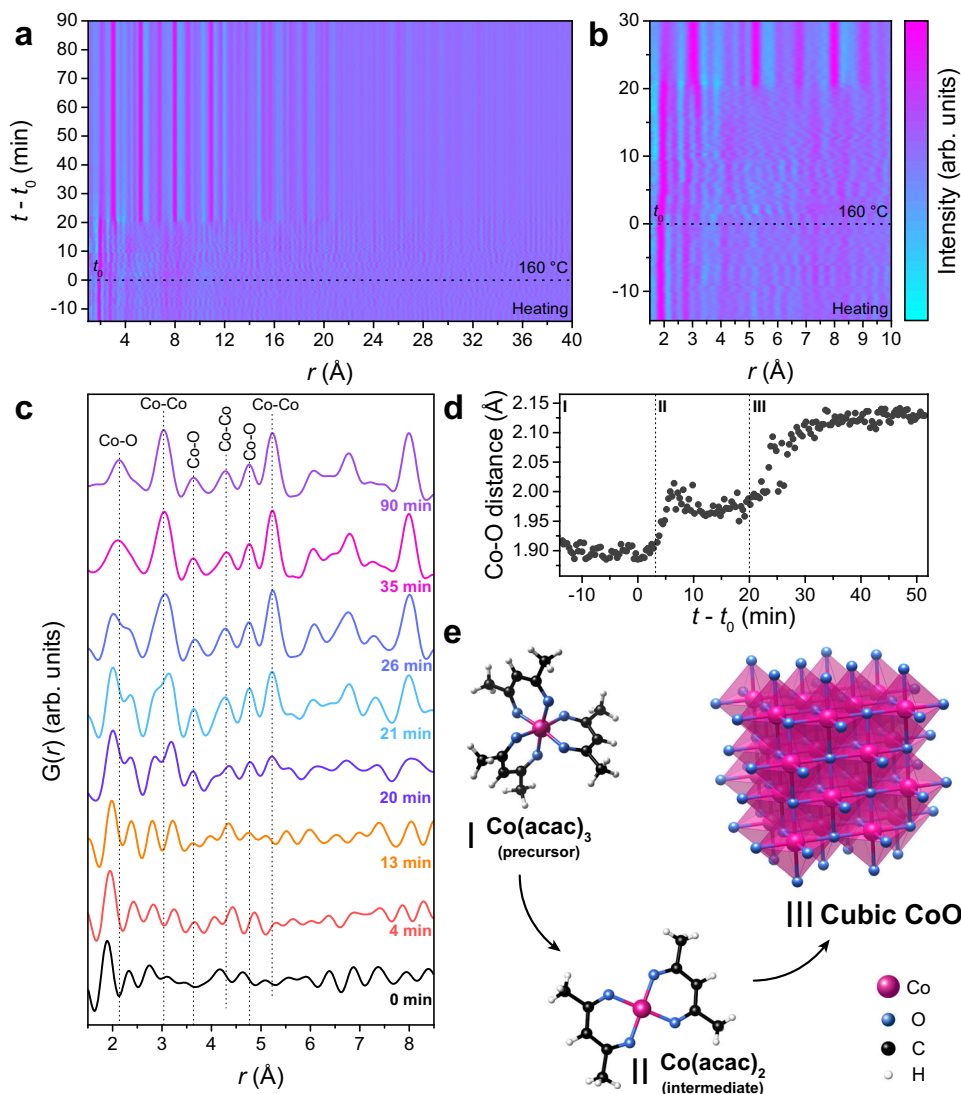 a
90
80
70
60
50
40
30
20
10
0
-10
t - t0 (min)
t0
160 °C
Heating
4 8 12 16 20 24 28 32 36 40
r (Å)
b
30
20
10
0
-10
t0
160 °C
Heating
2 3 4 5 6 7 8 9 10
r (Å)
Intensity (arb. units)
c
Co-O
Co-Co
Co-O
Co-Co
Co-O
Co-Co
90 min
35 min
26 min
21 min
20 min
13 min
4 min
0 min
G(r) (arb. units)
2 3 4 5 6 7 8
r (Å)
d
I
II
III
2.15
2.10
2.05
2.00
1.95
1.90
Co-O distance (Å)
-10 0 10 20 30 40 50
t - t0 (min)
e
I Co(acac)3
(precursor)
II Co(acac)2
(intermediate)
III Cubic CoO
Co
O
C
H